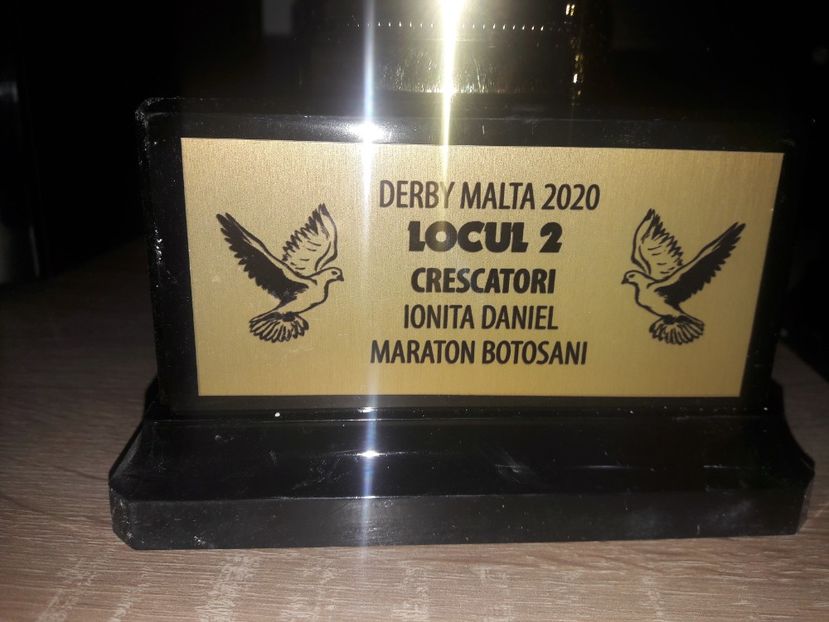 DERBY MALTA 2020
LOCUL 2
CRESCATORI
IONITA DANIEL
MARATON BOTOSANI